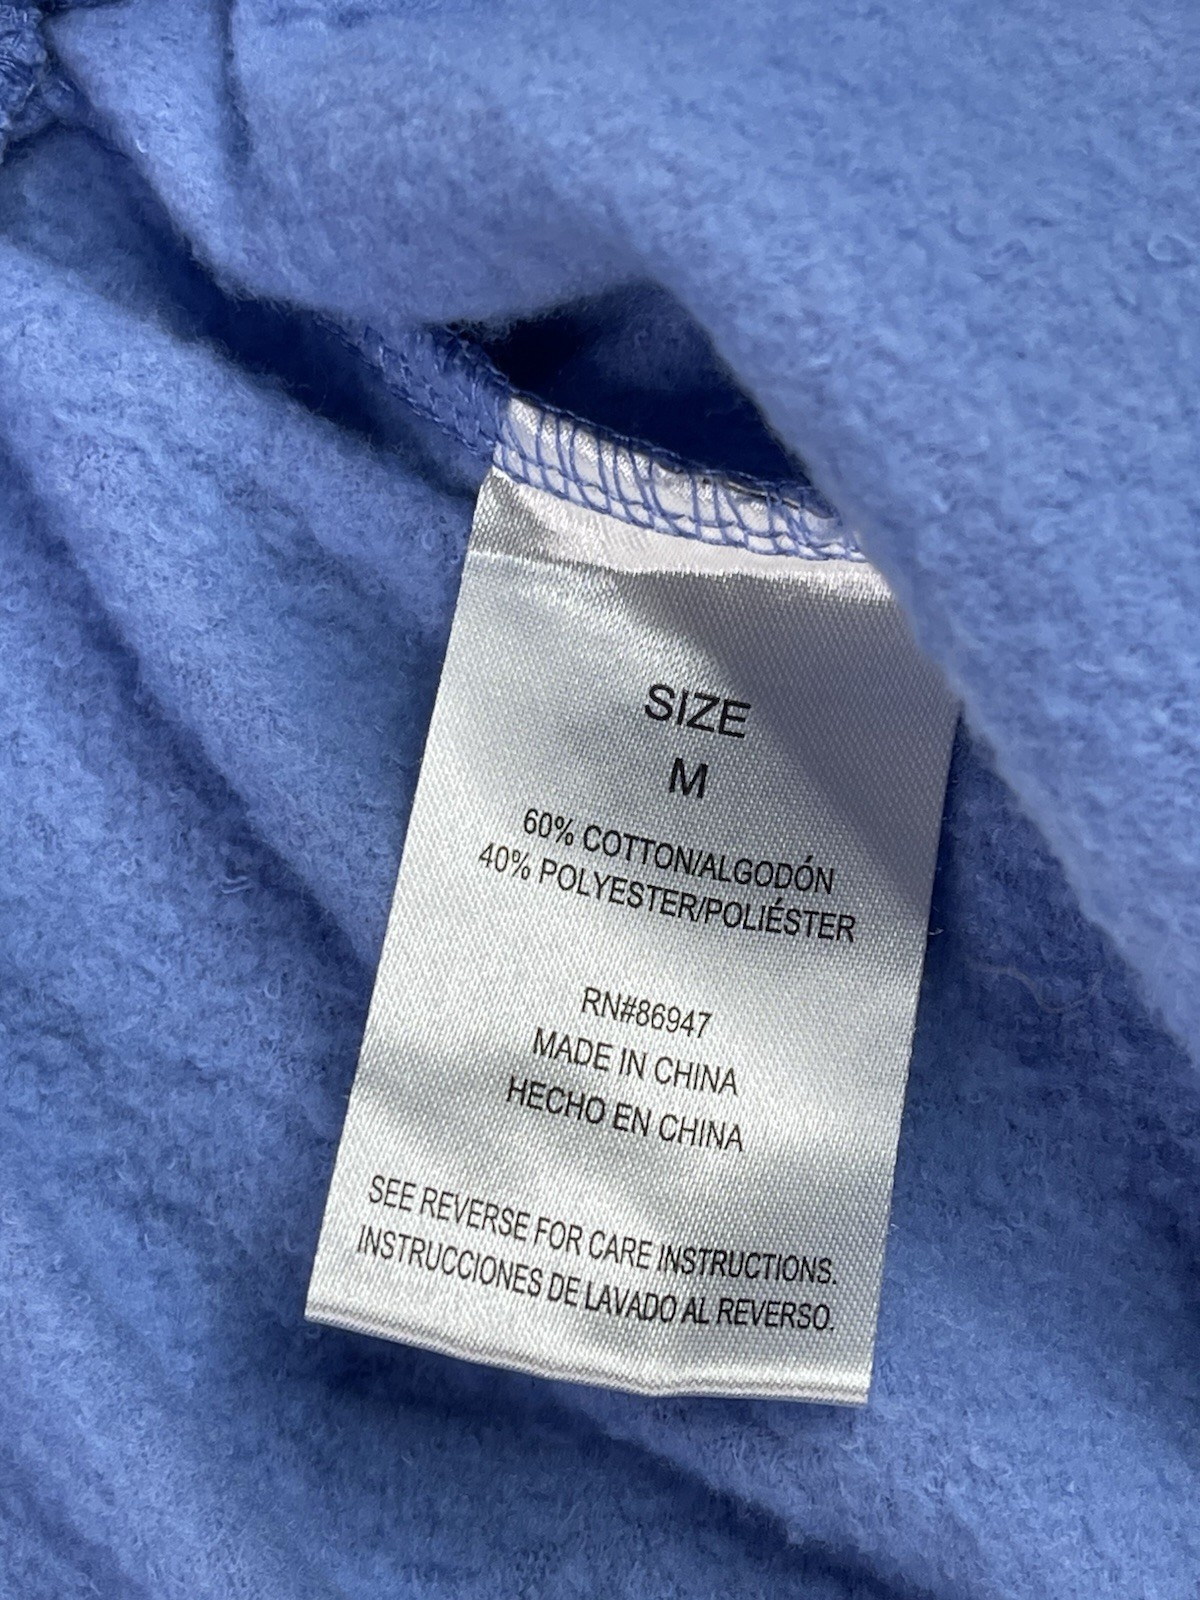 SIZE
M
60% COTTON/ALGODÓN
40% POLYESTER/POLIÉSTER
RN#86947
MADE IN CHINA
HECHO EN CHINA
SEE REVERSE FOR CARE INSTRUCTIONS.
INSTRUCCIONES DE LAVADO AL REVERSO.